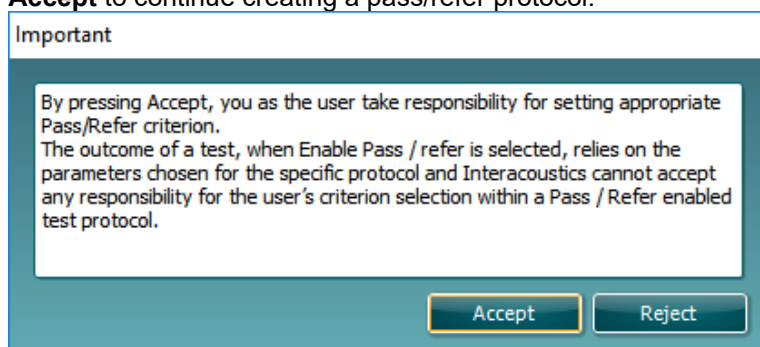 Accept to continue creating a pass/refer protocol.
Important
By pressing Accept, you as the user take responsibility for setting appropriate
Pass/Refer criterion.
The outcome of a test, when Enable Pass / refer is selected, relies on the
parameters chosen for the specific protocol and Interacoustics cannot accept
any responsibility for the user's criterion selection within a Pass / Refer enabled
test protocol.
Accept Reject